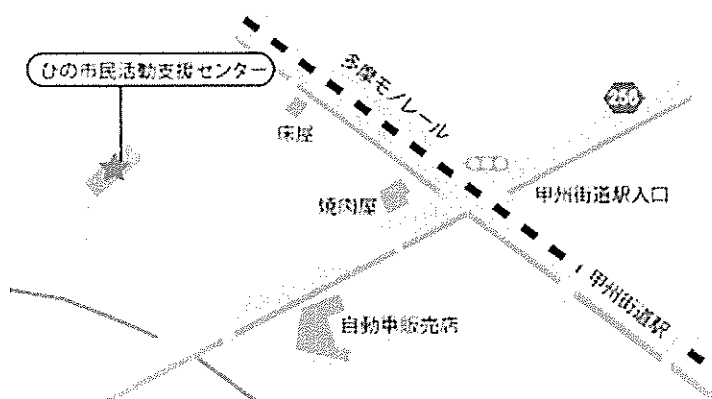 ひの市民活動支援センター
多摩モノレール
256
床屋
焼肉屋
甲州街道駅入口
甲州街道駅
自動車販売店